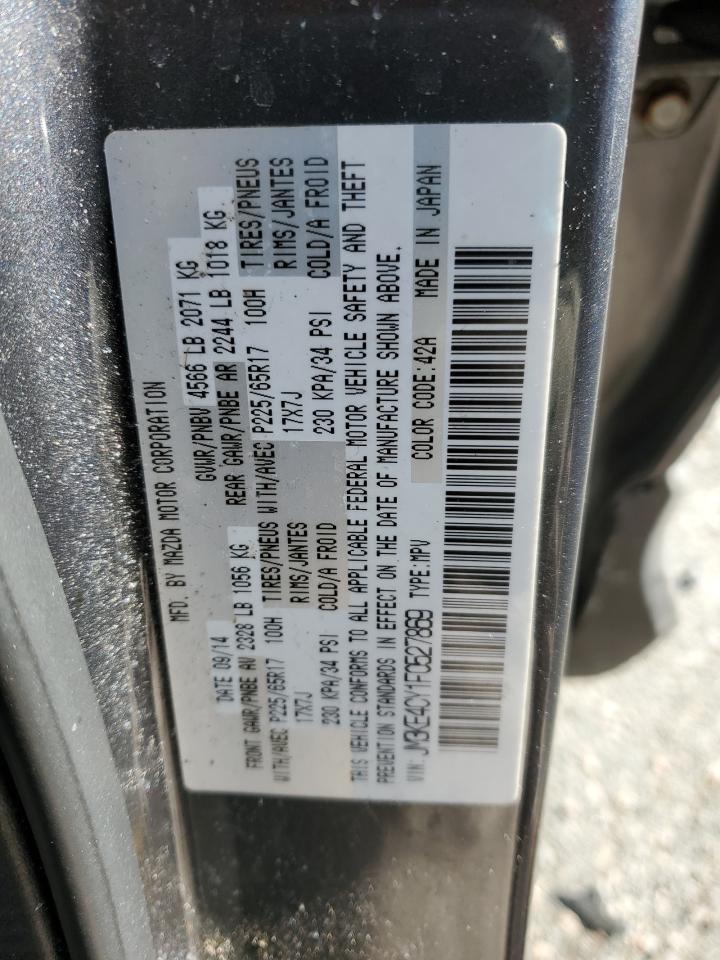 MFD. BY MAZDA MOTOR CORPORATION
DATE 09/14 GVWR/PNBV 4566 LB 2071 KG
FRONT GAWR/PNBE AV 2328 LB 1056 KG REAR GAWR/PNBE AR 2244 LB 1018 KG
WITH/AVEC P225/65R17 100H TIRES/PNEUS WITH/AVEC P225/65R17 100H TIRES/PNEUS
17X7J RIMS/JANTES 17X7J RIMS/JANTES
230 KPA/34 PSI COLD/A FROID 230 KPA/34 PSI COLD/A FROID
THIS VEHICLE CONFORMS TO ALL APPLICABLE FEDERAL MOTOR VEHICLE SAFETY AND THEFT
PREVENTION STANDARDS IN EFFECT ON THE DATE OF MANUFACTURE SHOWN ABOVE.
VIN: JM3KE4CY1F0527869 TYPE: MPV COLOR CODE: 42A MADE IN JAPAN